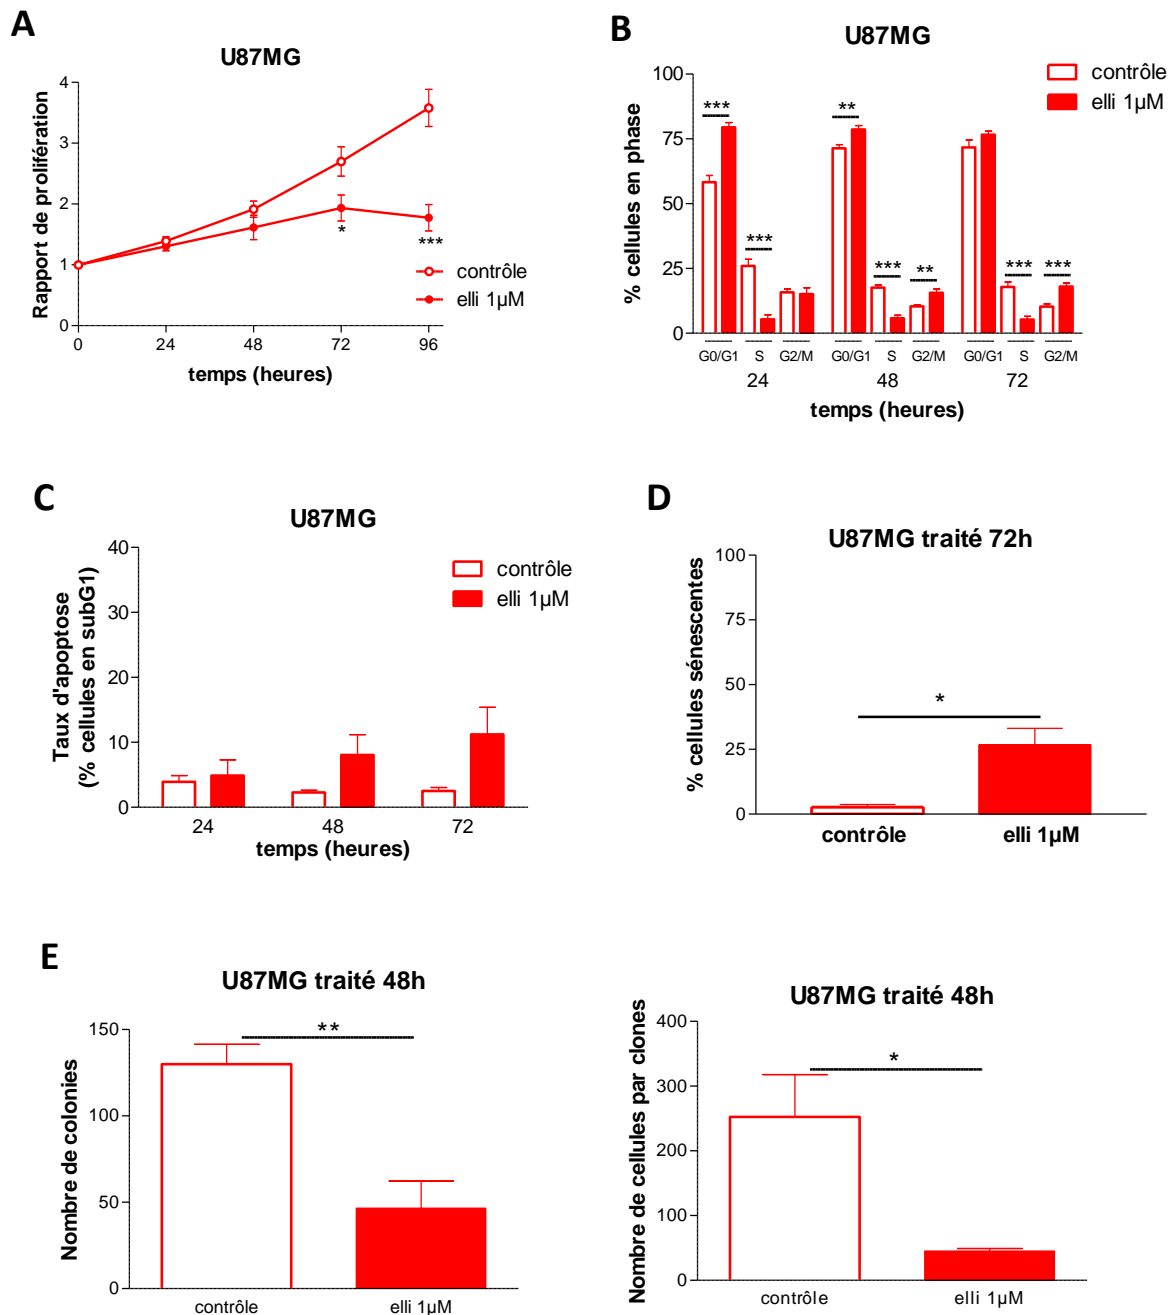 A
U87MG
Rapport de prolifération
4
3
2
1
0
*
***
contrôle
elli 1µM
0
24
48
72
96
temps (heures)
B
U87MG
contrôle
elli 1µM
% cellules en phase
100
75
50
25
0
***
***
**
***
**
***
***
G0/G1 S G2/M G0/G1 S G2/M G0/G1 S G2/M
24 48 72
temps (heures)
C
U87MG
contrôle
elli 1µM
Taux d'apoptose
(% cellules en subG1)
40
30
20
10
0
24 48 72
temps (heures)
D
U87MG traité 72h
% cellules sénescentes
100
75
50
25
0
*
contrôle elli 1µM
E
U87MG traité 48h
Nombre de colonies
150
100
50
0
**
contrôle elli 1µM
U87MG traité 48h
Nombre de cellules par clones
400
300
200
100
0
*
contrôle elli 1µM